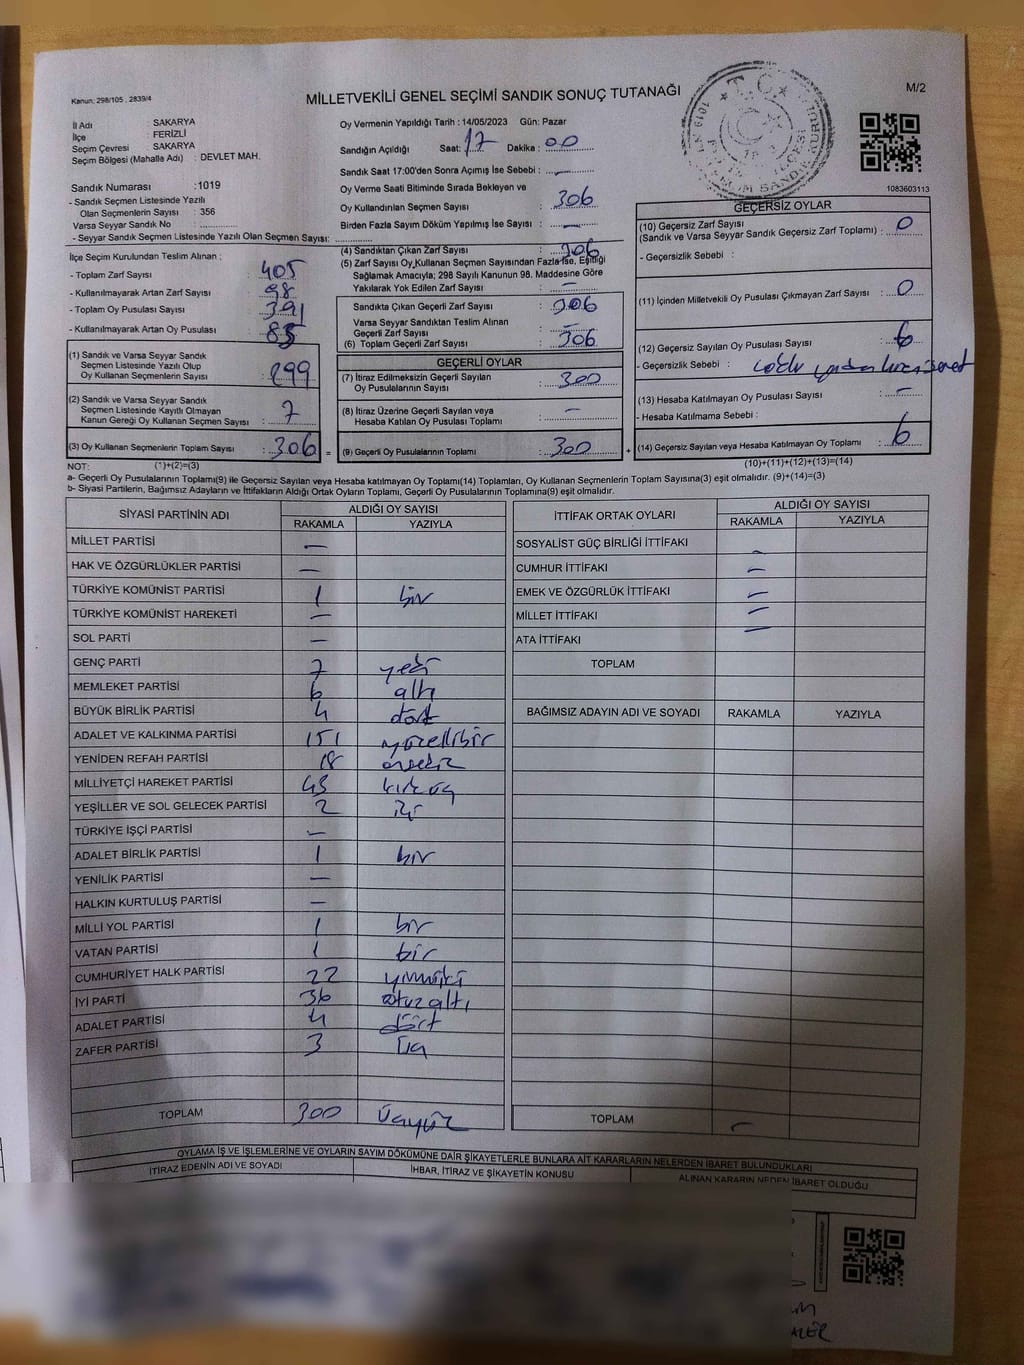 Kanun: 298/105 , 2839/4
MİLLETVEKİLİ GENEL SEÇİMİ SANDIK SONUÇ TUTANAĞI
M/2
İl Adı : SAKARYA
İlçe : FERİZLİ
Seçim Çevresi : SAKARYA
Seçim Bölgesi (Mahalle Adı) : DEVLET MAH.
Sandık Numarası :1019
- Sandık Seçmen Listesinde Yazılı
Olan Seçmenlerin Sayısı : 356
Varsa Seyyar Sandık No :
- Seyyar Sandık Seçmen Listesinde Yazılı Olan Seçmen Sayısı:
İlçe Seçim Kurulundan Teslim Alınan ;
- Toplam Zarf Sayısı : 405
- Kullanılmayarak Artan Zarf Sayısı : 98
- Toplam Oy Pusulası Sayısı : 391
- Kullanılmayarak Artan Oy Pusulası : 85
(1) Sandık ve Varsa Seyyar Sandık
Seçmen Listesinde Yazılı Olup
Oy Kullanan Seçmenlerin Sayısı : 299
(2) Sandık ve Varsa Seyyar Sandık
Seçmen Listesinde Kayıtlı Olmayan
Kanun Gereği Oy Kullanan Seçmen Sayısı : 7
(3) Oy Kullanan Seçmenlerin Toplam Sayısı : 306 =
Oy Vermenin Yapıldığı Tarih : 14/05/2023 Gün: Pazar
Sandığın Açıldığı Saat: 17 Dakika : 00
Sandık Saat 17:00'den Sonra Açımış İse Sebebi : -
Oy Verme Saati Bitiminde Sırada Bekleyen ve
Oy Kullandırılan Seçmen Sayısı : 306
Birden Fazla Sayım Döküm Yapılmış İse Sayısı : -
(4) Sandıktan Çıkan Zarf Sayısı : 306
(5) Zarf Sayısı Oy Kullanan Seçmen Sayısından Fazla İse, Eşitliği
Sağlamak Amacıyla; 298 Sayılı Kanunun 98. Maddesine Göre
Yakılarak Yok Edilen Zarf Sayısı : -
Sandıkta Çıkan Geçerli Zarf Sayısı : 306
Varsa Seyyar Sandıktan Teslim Alınan
Geçerli Zarf Sayısı : -
(6) Toplam Geçerli Zarf Sayısı : 306
GEÇERLİ OYLAR
(7) İtiraz Edilmeksizin Geçerli Sayılan
Oy Pusulalarının Sayısı : 300
(8) İtiraz Üzerine Geçerli Sayılan veya
Hesaba Katılan Oy Pusulası Toplamı : -
(9) Geçerli Oy Pusulalarının Toplamı : 300 +
1083603113
GEÇERSİZ OYLAR
(10) Geçersiz Zarf Sayısı
(Sandık ve Varsa Seyyar Sandık Geçersiz Zarf Toplamı) : 0
- Geçersizlik Sebebi :
(11) İçinden Milletvekili Oy Pusulası Çıkmayan Zarf Sayısı : 0
(12) Geçersiz Sayılan Oy Pusulası Sayısı : 6
- Geçersizlik Sebebi :
(13) Hesaba Katılmayan Oy Pusulası Sayısı : -
- Hesaba Katılmama Sebebi :
(14) Geçersiz Sayılan veya Hesaba Katılmayan Oy Toplamı : 6
NOT: (1)+(2)=(3) (10)+(11)+(12)+(13)=(14)
a- Geçerli Oy Pusulalarının Toplamı(9) ile Geçersiz Sayılan veya Hesaba katılmayan Oy Toplamı(14) Toplamları, Oy Kullanan Seçmenlerin Toplam Sayısına(3) eşit olmalıdır. (9)+(14)=(3)
b- Siyasi Partilerin, Bağımsız Adayların ve İttifakların Aldığı Ortak Oyların Toplamı, Geçerli Oy Pusulalarının Toplamına(9) eşit olmalıdır.
SİYASİ PARTİNİN ADI ALDIĞI OY SAYISI
RAKAMLA YAZIYLA
MİLLET PARTİSİ -
HAK VE ÖZGÜRLÜKLER PARTİSİ -
TÜRKİYE KOMÜNİST PARTİSİ 1 bir
TÜRKİYE KOMÜNİST HAREKETİ -
SOL PARTİ -
GENÇ PARTİ 7 yedi
MEMLEKET PARTİSİ 6 altı
BÜYÜK BİRLİK PARTİSİ 4 dört
ADALET VE KALKINMA PARTİSİ 151 yüzellibir
YENİDEN REFAH PARTİSİ 18 onsekiz
MİLLİYETÇİ HAREKET PARTİSİ 43 kırküç
YEŞİLLER VE SOL GELECEK PARTİSİ 2 iki
TÜRKİYE İŞÇİ PARTİSİ -
ADALET BİRLİK PARTİSİ 1 bir
YENİLİK PARTİSİ -
HALKIN KURTULUŞ PARTİSİ -
MİLLİ YOL PARTİSİ 1 bir
VATAN PARTİSİ 1 bir
CUMHURİYET HALK PARTİSİ 22 yirmiiki
İYİ PARTİ 36 otuzaltı
ADALET PARTİSİ 4 dört
ZAFER PARTİSİ 3 üç
TOPLAM 300 Üçyüz
İTTİFAK ORTAK OYLARI ALDIĞI OY SAYISI
RAKAMLA YAZIYLA
SOSYALİST GÜÇ BİRLİĞİ İTTİFAKI -
CUMHUR İTTİFAKI -
EMEK VE ÖZGÜRLÜK İTTİFAKI -
MİLLET İTTİFAKI -
ATA İTTİFAKI -
TOPLAM
BAĞIMSIZ ADAYIN ADI VE SOYADI RAKAMLA YAZIYLA
TOPLAM -
OYLAMA İŞ VE İŞLEMLERİNE VE OYLARIN SAYIM DÖKÜMÜNE DAİR ŞİKAYETLERLE BUNLARA AİT KARARLARIN NELERDEN İBARET BULUNDUKLARI
İTİRAZ EDENİN ADI VE SOYADI İHBAR, İTİRAZ VE ŞİKAYETİN KONUSU ALINAN KARARIN NEDEN İBARET OLDUĞU